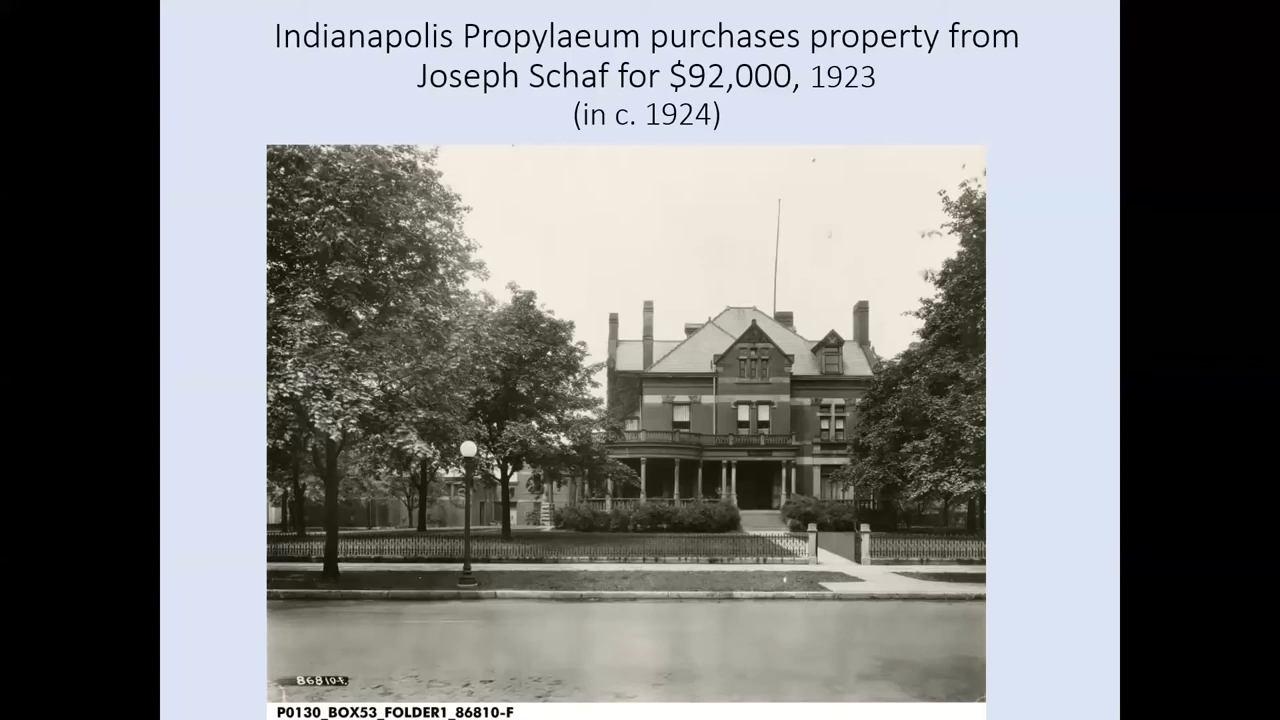 Indianapolis Propylaeum purchases property from
Joseph Schaf for $92,000, 1923
(in c. 1924)
86810-F.
P0130_BOX53_FOLDER1_86810-F